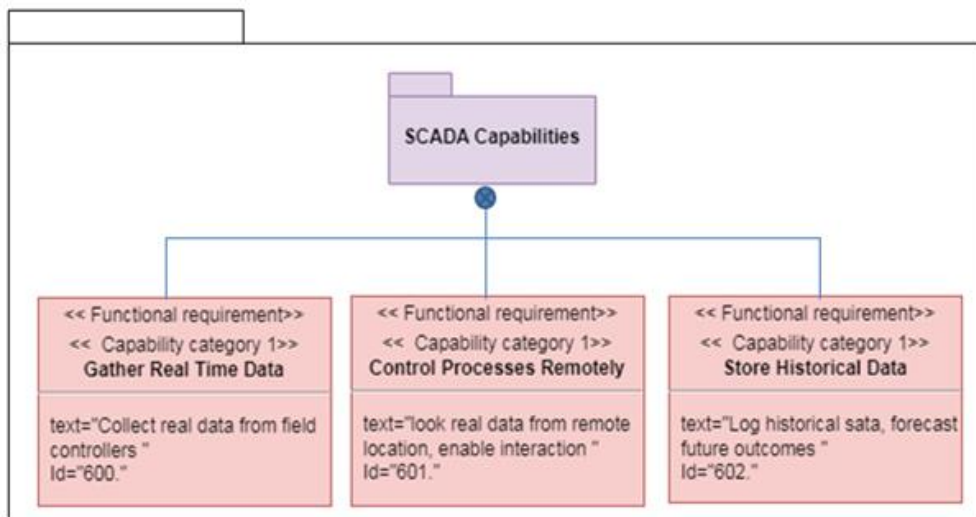 SCADA Capabilities
<< Functional requirement>>
<< Capability category 1>>
Gather Real Time Data
text="Collect real data from field
controllers "
Id="600."
<< Functional requirement>>
<< Capability category 1>>
Control Processes Remotely
text="look real data from remote
location, enable interaction "
Id="601."
<< Functional requirement>>
<< Capability category 1>>
Store Historical Data
text="Log historical sata, forecast
future outcomes "
Id="602."